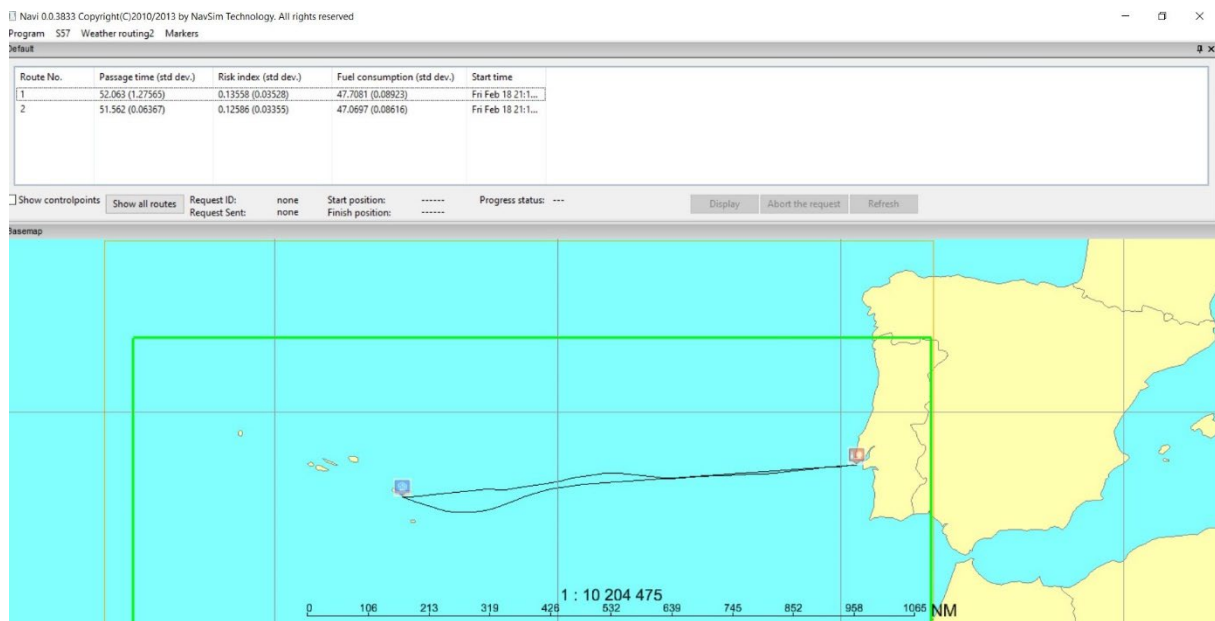 Navi 0.0.3833 Copyright(C)2010/2013 by NavSim Technology. All rights reserved
Program S57 Weather routing2 Markers
Default
Route No. Passage time (std dev.) Risk index (std dev.) Fuel consumption (std dev.) Start time
1 52.063 (1.27565) 0.13558 (0.03528) 47.7081 (0.08923) Fri Feb 18 21:1...
2 51.562 (0.06367) 0.12586 (0.03355) 47.0697 (0.08616) Fri Feb 18 21:1...
Show controlpoints Show all routes Request ID: none Start position: ------ Progress status: --- Display Abort the request Refresh
Request Sent: none Finish position: ------
Basemap
1 : 10 204 475
0 106 213 319 426 532 639 745 852 958 1065 NM